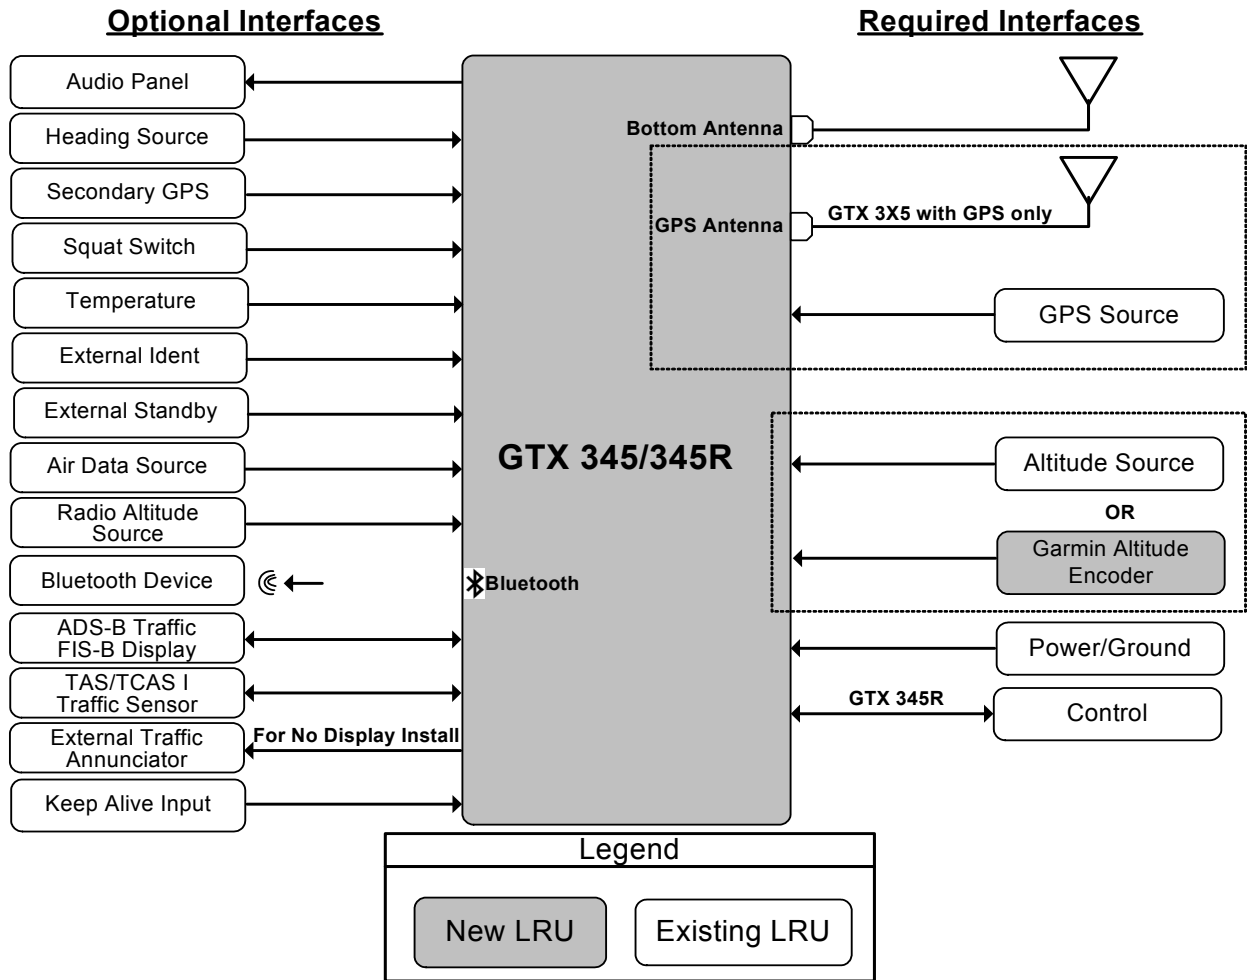 Optional Interfaces
Required Interfaces
Audio Panel
Heading Source
Secondary GPS
Squat Switch
Temperature
External Ident
External Standby
Air Data Source
Radio Altitude
Source
Bluetooth Device
ADS-B Traffic
FIS-B Display
TAS/TCAS I
Traffic Sensor
External Traffic
Annunciator
For No Display Install
Keep Alive Input
GTX 345/345R
Bluetooth
Bottom Antenna
GPS Antenna
GTX 3X5 with GPS only
GPS Source
Altitude Source
OR
Garmin Altitude
Encoder
Power/Ground
GTX 345R
Control
Legend
New LRU
Existing LRU